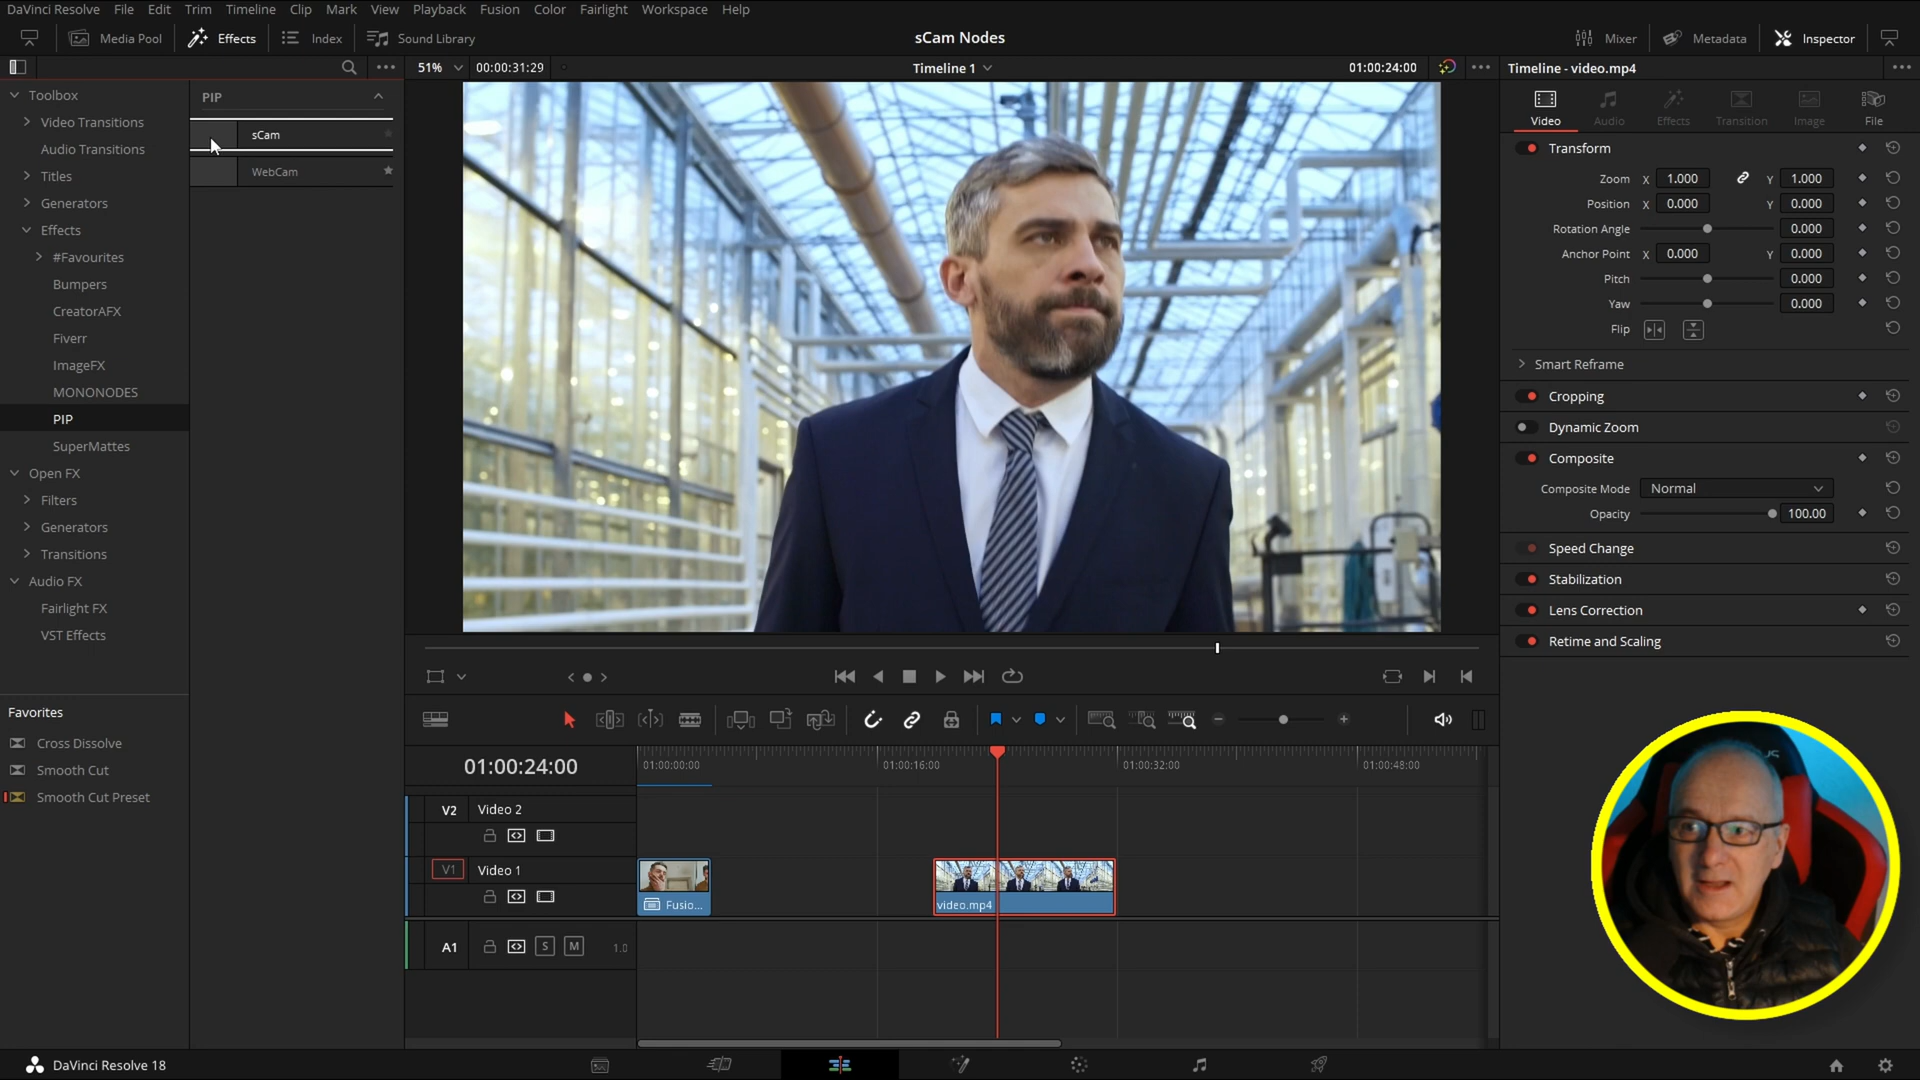 DaVinci Resolve File Edit Trim Timeline Clip Mark View Playback Fusion Color Fairlight Workspace Help
Media Pool Effects Index Sound Library sCam Nodes Mixer Metadata Inspector
51% 00:00:31:29 Timeline 1 01:00:24:00 Timeline - video.mp4
Toolbox
Video Transitions
Audio Transitions
Titles
Generators
Effects
#Favourites
Bumpers
CreatorAFX
Fiverr
ImageFX
MONONODES
PIP
SuperMattes
Open FX
Filters
Generators
Transitions
Audio FX
Fairlight FX
VST Effects
Favorites
Cross Dissolve
Smooth Cut
Smooth Cut Preset
PIP
sCam
WebCam
Video Audio Effects Transition Image File
Transform
Zoom X 1.000 Y 1.000
Position X 0.000 Y 0.000
Rotation Angle 0.000
Anchor Point X 0.000 Y 0.000
Pitch 0.000
Yaw 0.000
Flip
Smart Reframe
Cropping
Dynamic Zoom
Composite
Composite Mode Normal
Opacity 100.00
Speed Change
Stabilization
Lens Correction
Retime and Scaling
01:00:24:00 01:00:00:00 01:00:16:00 01:00:32:00 01:00:48:00
V2 Video 2
V1 Video 1
Fusio... video.mp4
A1 S M 1.0
DaVinci Resolve 18